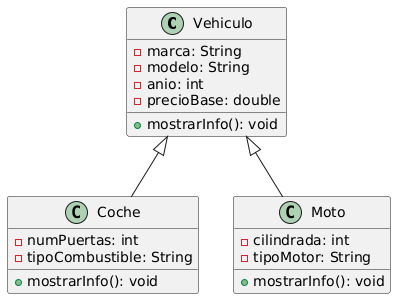 C Vehiculo
marca: String
modelo: String
anio: int
precioBase: double
mostrarInfo(): void
C Coche
numPuertas: int
tipoCombustible: String
mostrarInfo(): void
C Moto
cilindrada: int
tipoMotor: String
mostrarInfo(): void